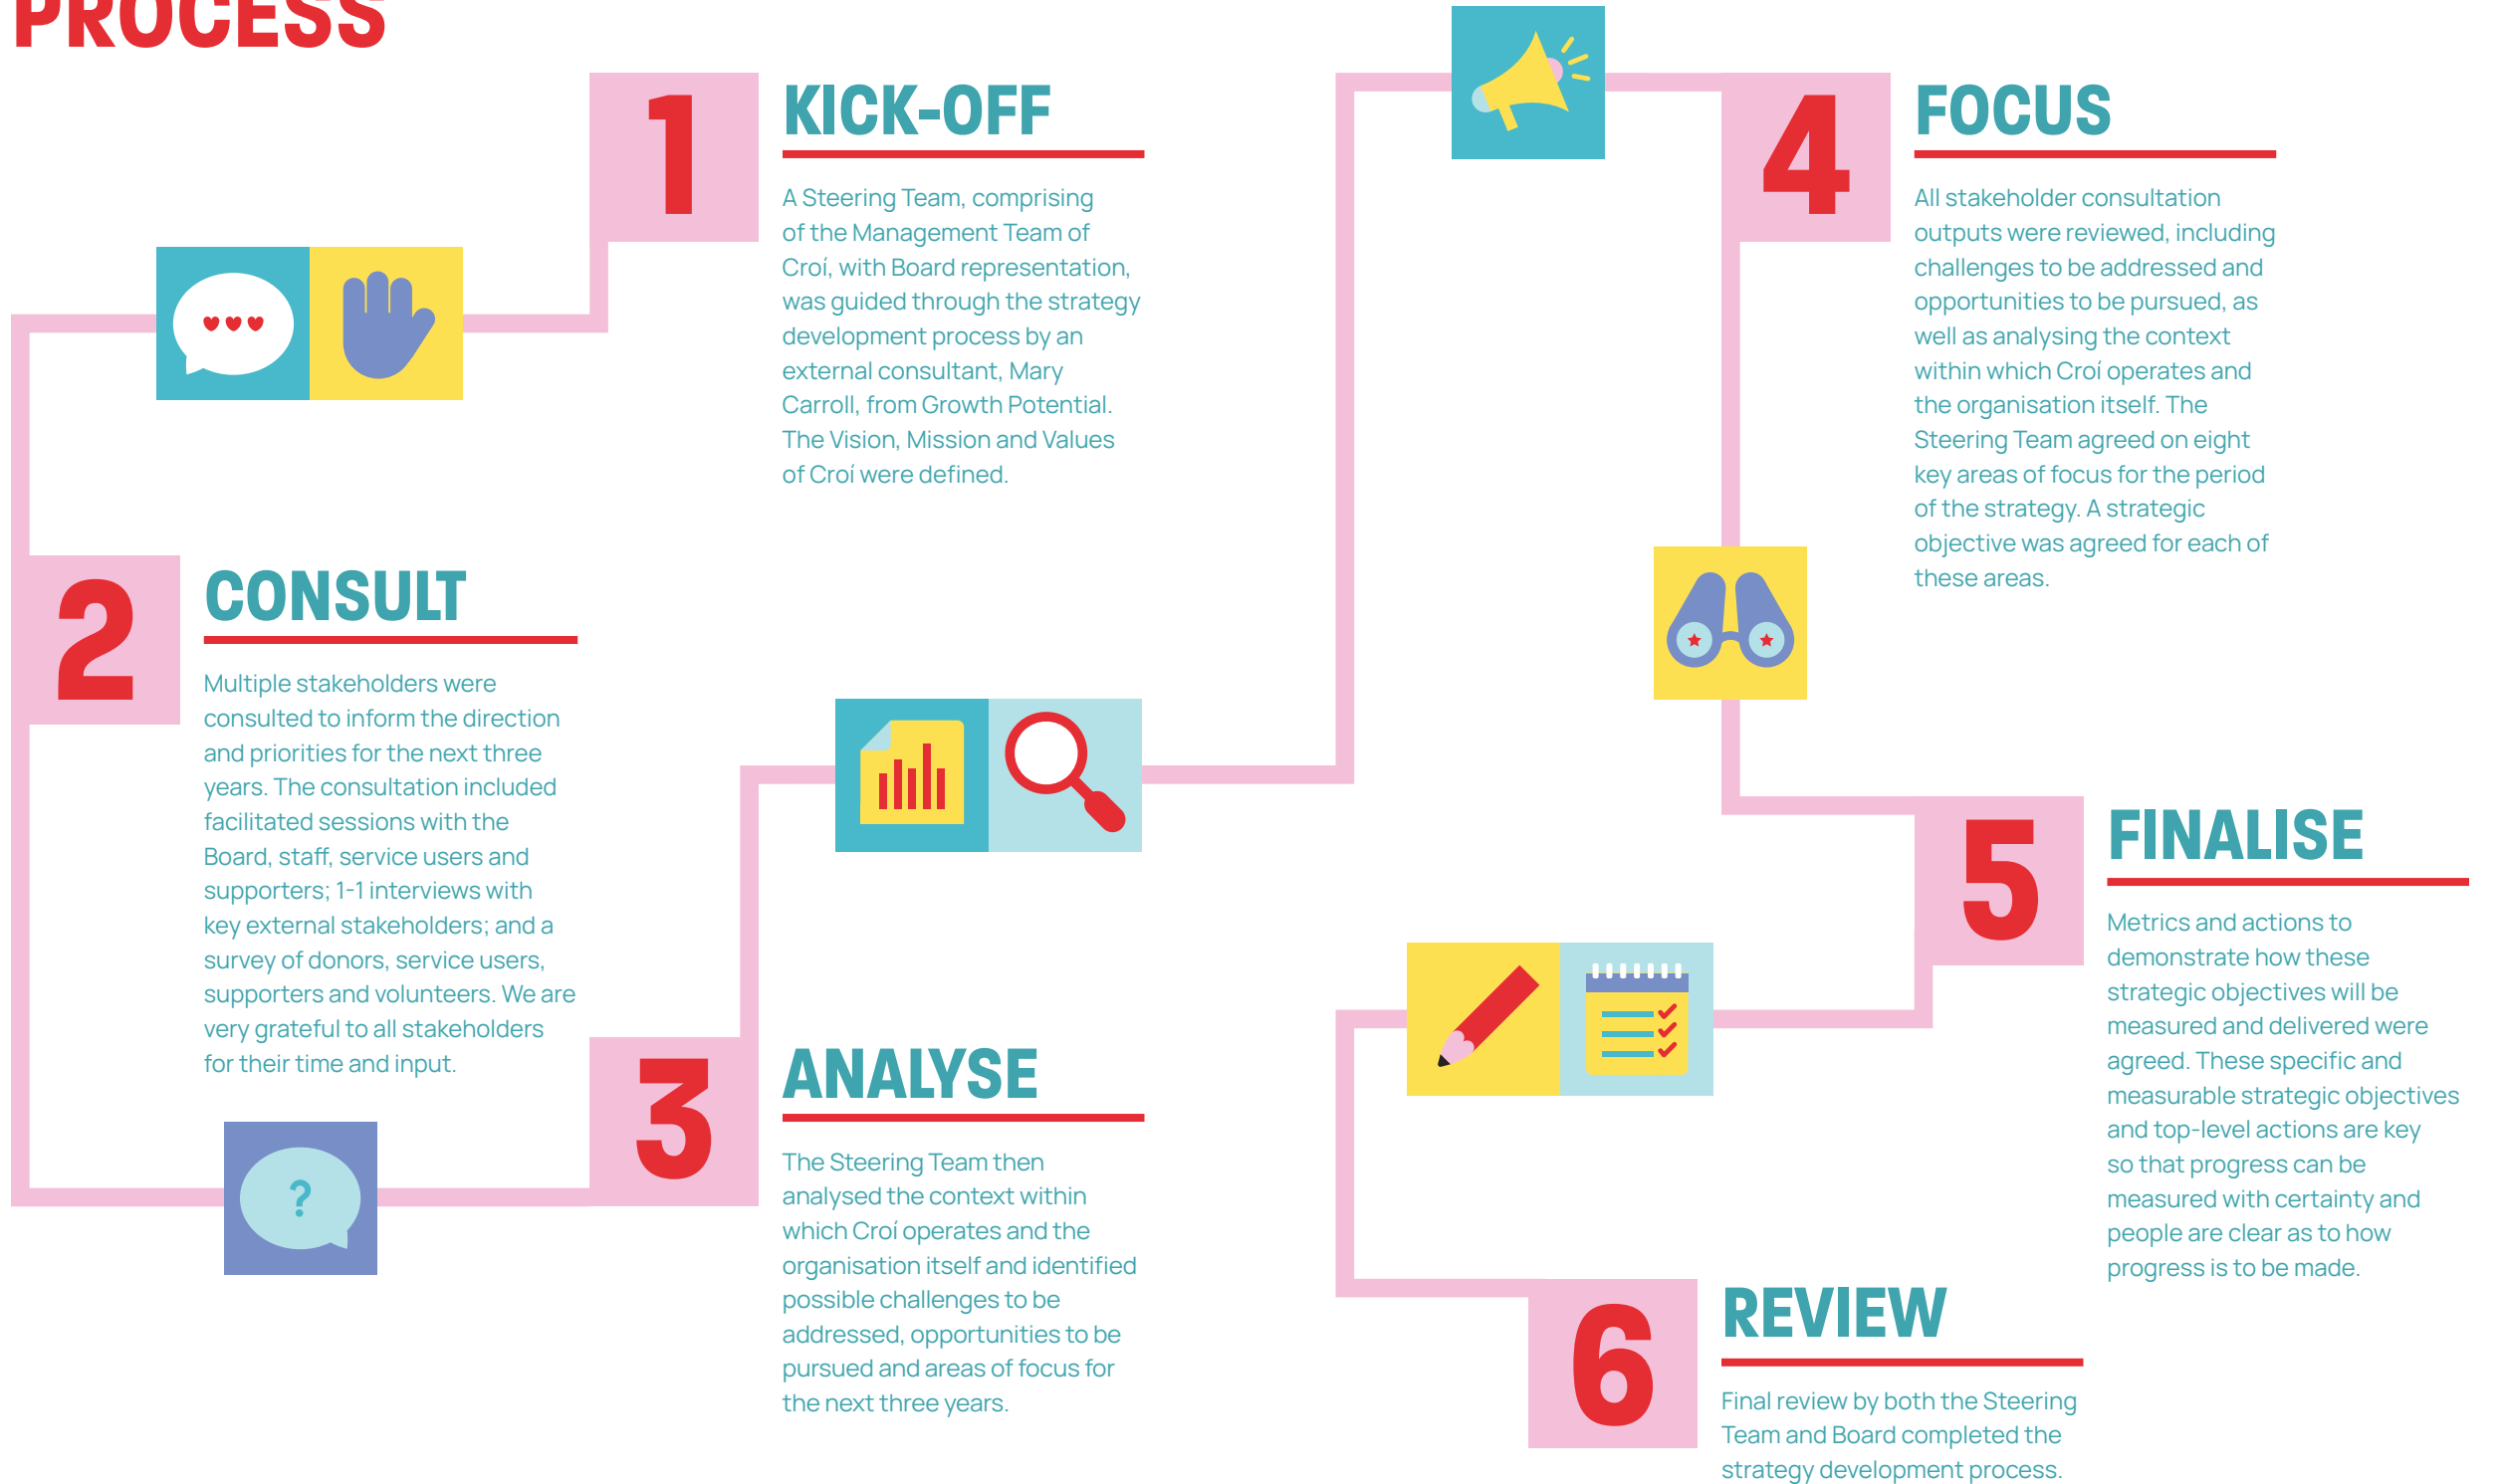 PROCESS
1
KICK-OFF
A Steering Team, comprising
of the Management Team of
Croí, with Board representation,
was guided through the strategy
development process by an
external consultant, Mary
Carroll, from Growth Potential.
The Vision, Mission and Values
of Croí were defined.
2
CONSULT
Multiple stakeholders were
consulted to inform the direction
and priorities for the next three
years. The consultation included
facilitated sessions with the
Board, staff, service users and
supporters; 1-1 interviews with
key external stakeholders; and a
survey of donors, service users,
supporters and volunteers. We are
very grateful to all stakeholders
for their time and input.
?
3
ANALYSE
The Steering Team then
analysed the context within
which Croí operates and the
organisation itself and identified
possible challenges to be
addressed, opportunities to be
pursued and areas of focus for
the next three years.
4
FOCUS
All stakeholder consultation
outputs were reviewed, including
challenges to be addressed and
opportunities to be pursued, as
well as analysing the context
within which Croí operates and
the organisation itself. The
Steering Team agreed on eight
key areas of focus for the period
of the strategy. A strategic
objective was agreed for each of
these areas.
5
FINALISE
Metrics and actions to
demonstrate how these
strategic objectives will be
measured and delivered were
agreed. These specific and
measurable strategic objectives
and top-level actions are key
so that progress can be
measured with certainty and
people are clear as to how
progress is to be made.
6
REVIEW
Final review by both the Steering
Team and Board completed the
strategy development process.